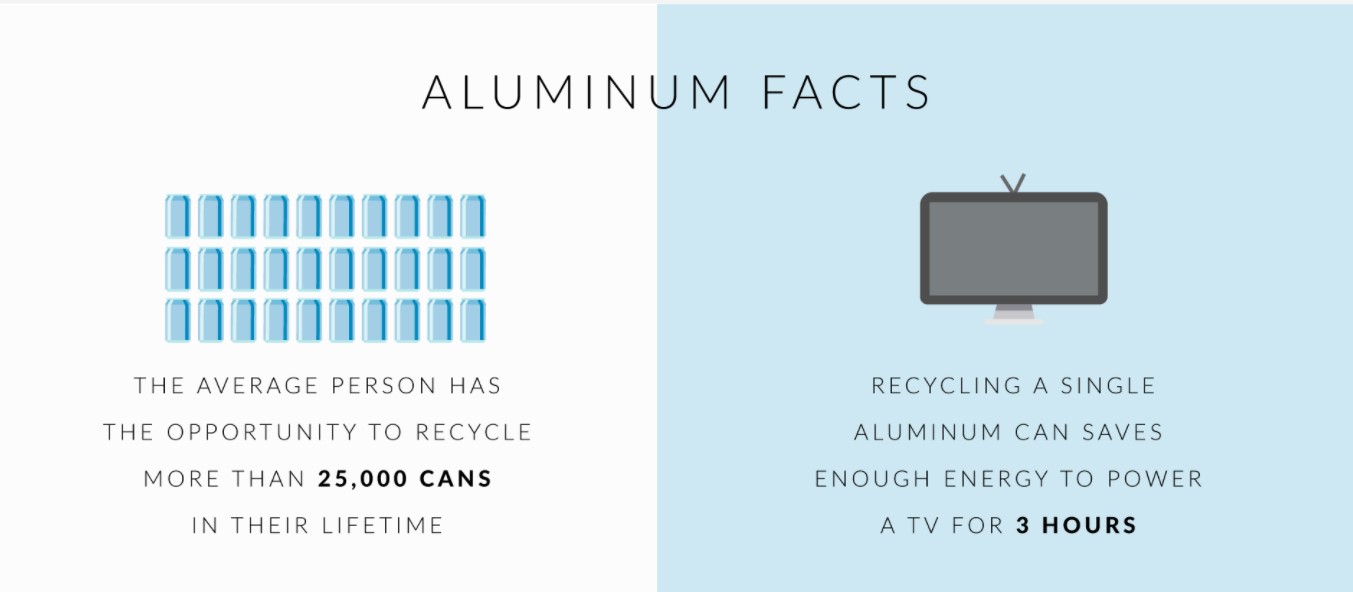 ALUMINUM FACTS
THE AVERAGE PERSON HAS
THE OPPORTUNITY TO RECYCLE
MORE THAN 25,000 CANS
IN THEIR LIFETIME
RECYCLING A SINGLE
ALUMINUM CAN SAVES
ENOUGH ENERGY TO POWER
A TV FOR 3 HOURS